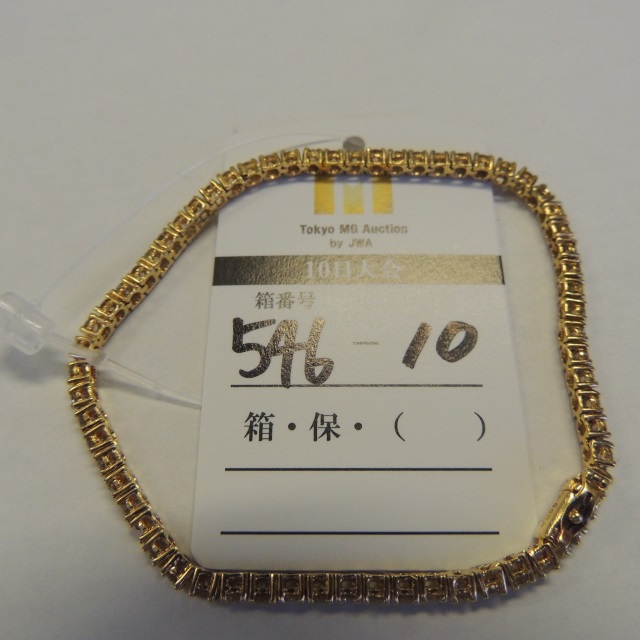 Tokyo MG Auction
by JWA
10日大会
箱番号
546 - 10
箱・保・（　　）